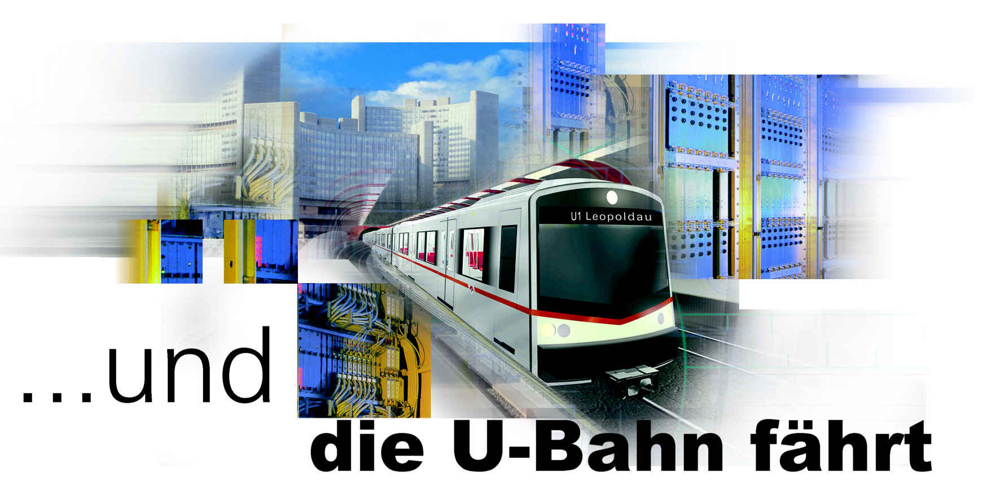 U1 Leopoldau
...und
die U-Bahn fährt